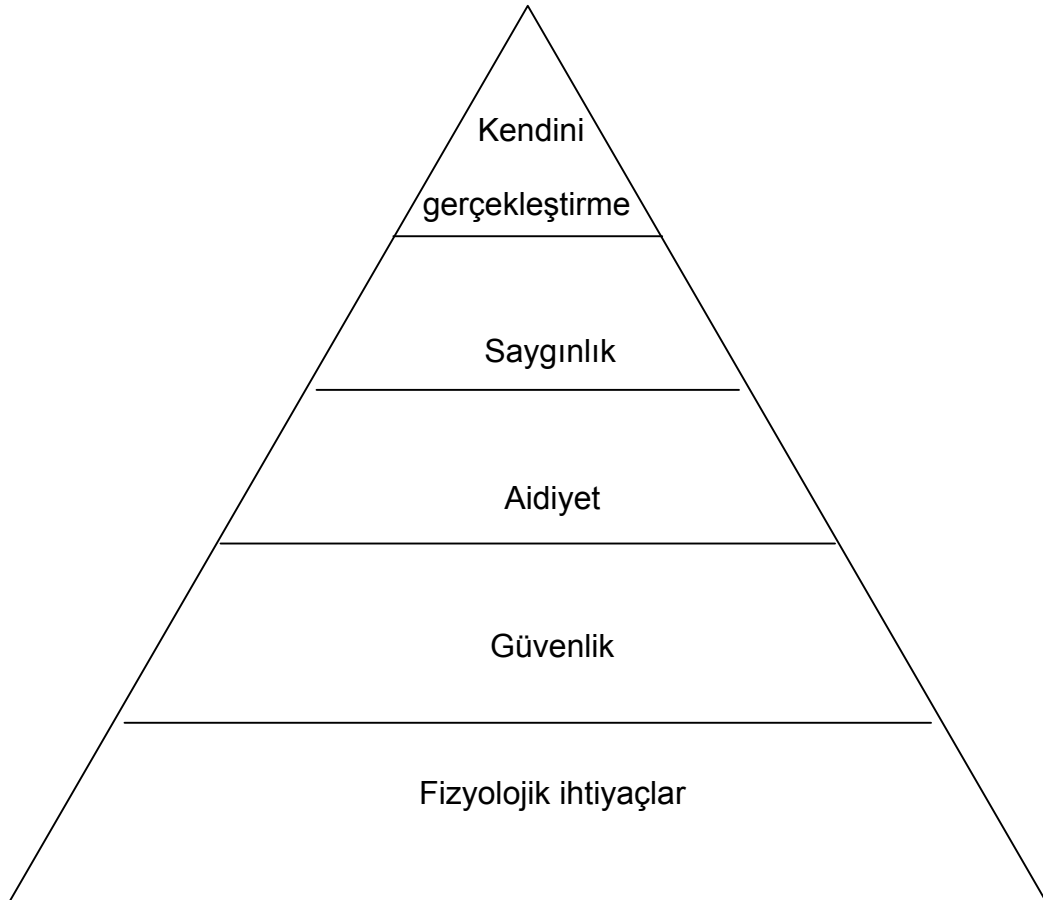 Kendini
gerçekleştirme
Saygınlık
Aidiyet
Güvenlik
Fizyolojik ihtiyaçlar